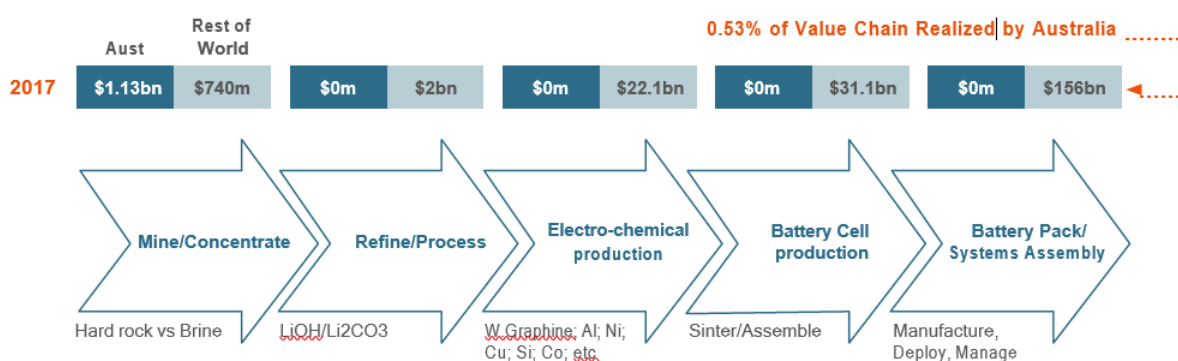 0.53% of Value Chain Realized by Australia
Aust
Rest of
World
2017
$1.13bn
$740m
$0m
$2bn
$0m
$22.1bn
$0m
$31.1bn
$0m
$156bn
Mine/Concentrate
Refine/Process
Electro-chemical
production
Battery Cell
production
Battery Pack/
Systems Assembly
Hard rock vs Brine
LiOH/Li2CO3
W Graphine; Al; Ni;
Cu; Si; Co; etc
Sinter/Assemble
Manufacture,
Deploy, Manage